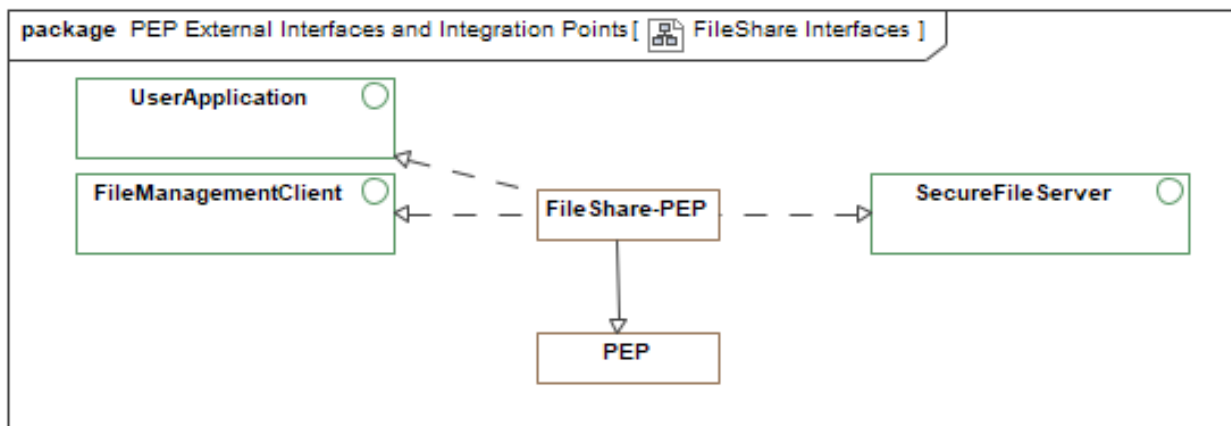 package PEP External Interfaces and Integration Points[ FileShare Interfaces ]
UserApplication
FileManagementClient
FileShare-PEP
SecureFileServer
PEP